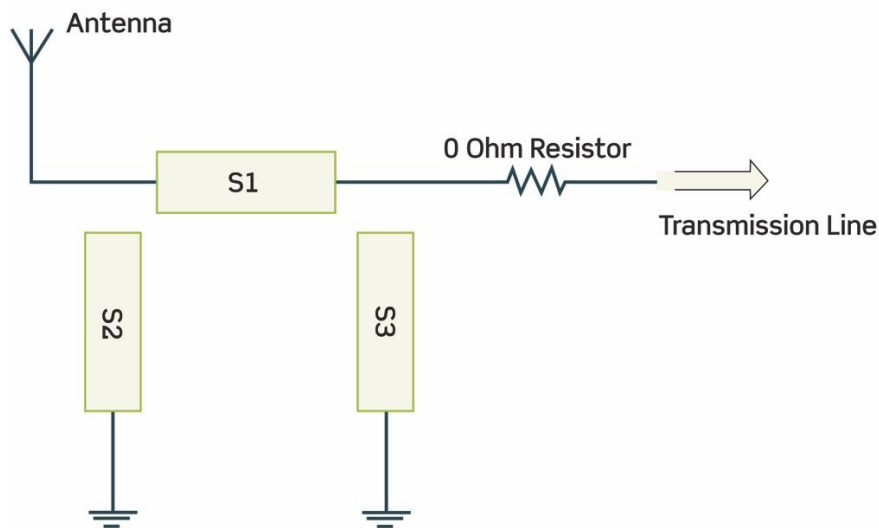 Antenna
0 Ohm Resistor
S1
Transmission Line
S2
S3